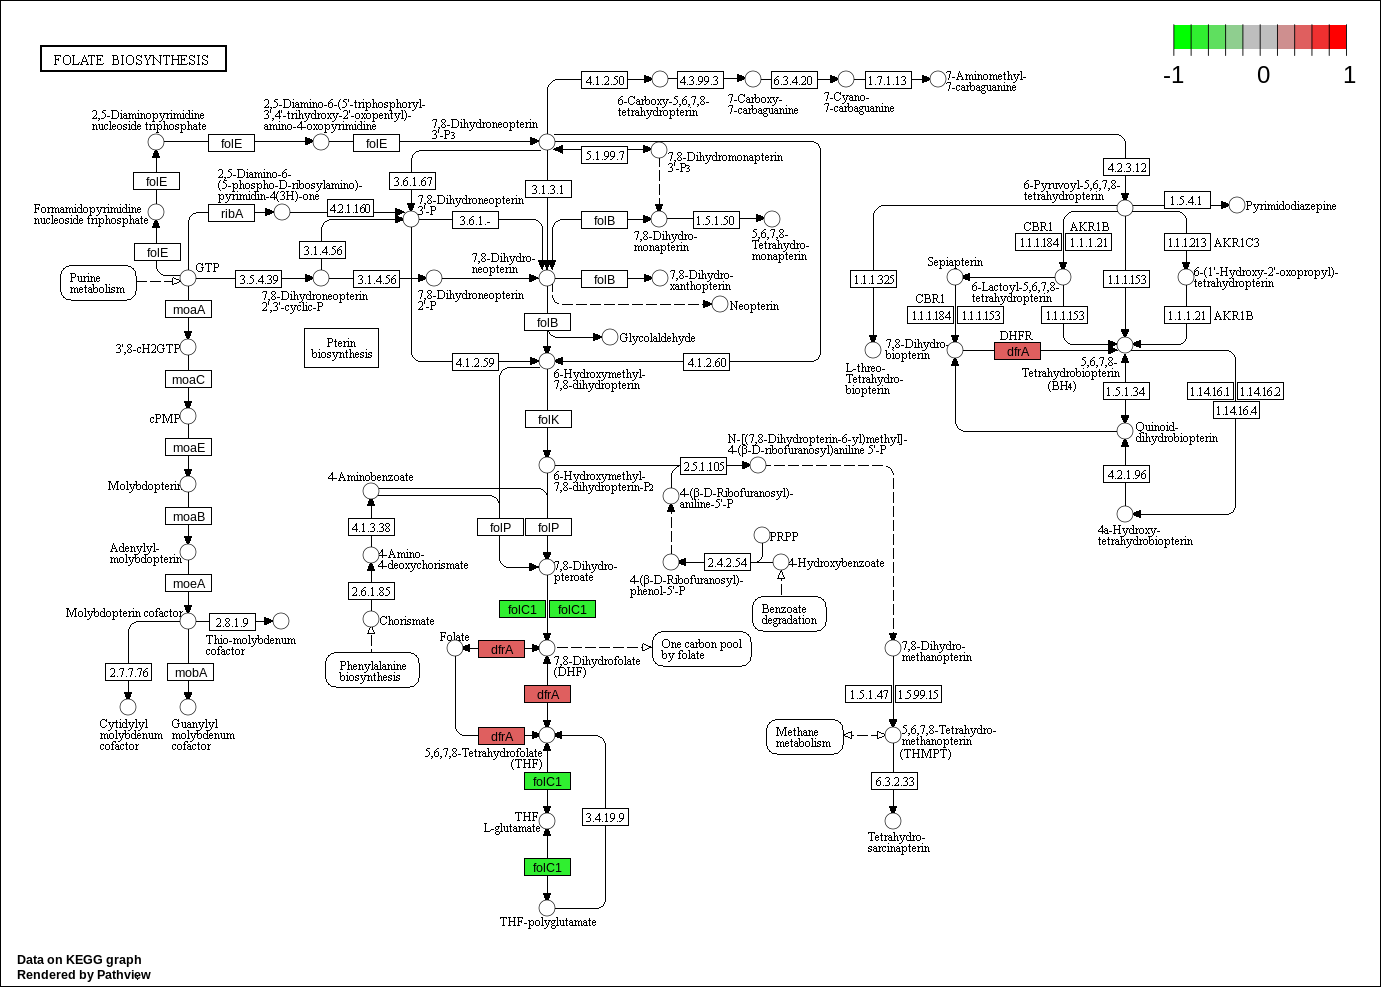 FOLATE BIOSYNTHESIS
-1 0 1
4.1.2.50
4.3.99.3
6.3.4.20
1.7.1.13
7-Aminomethyl-
7-carbaguanine
6-Carboxy-5,6,7,8-
tetrahydropterin
7-Carboxy-
7-carbaguanine
7-Cyano-
7-carbaguanine
2,5-Diaminopyrimidine
nucleoside triphosphate
2,5-Diamino-6-(5'-triphosphoryl-
3',4'-trihydroxy-2'-oxopentyl)-
amino-4-oxopyrimidine
7,8-Dihydroneopterin
3'-P3
folE
folE
5.1.99.7
7,8-Dihydromonapterin
3'-P3
4.2.3.12
folE
2,5-Diamino-6-
(5-phospho-D-ribosylamino)-
pyrimidin-4(3H)-one
3.6.1.67
3.1.3.1
6-Pyruvoyl-5,6,7,8-
tetrahydropterin
1.5.4.1
Pyrimidodiazepine
Formamidopyrimidine
nucleoside triphosphate
ribA
4.2.1.160
7,8-Dihydroneopterin
3'-P
3.6.1.-
folB
1.5.1.50
7,8-Dihydro-
monapterin
5,6,7,8-
Tetrahydro-
monapterin
CBR1
AKR1B
1.1.1.184
1.1.1.21
1.1.1.213
AKR1C3
folE
3.1.4.56
GTP
Purine
metabolism
3.5.4.39
3.1.4.56
7,8-Dihydro-
neopterin
folB
7,8-Dihydro-
xanthopterin
7,8-Dihydroneopterin
2',3'-cyclic-P
7,8-Dihydroneopterin
2'-P
Neopterin
Sepiapterin
6-Lactoyl-5,6,7,8-
tetrahydropterin
1.1.1.325
1.1.1.153
6-(1'-Hydroxy-2'-oxopropyl)-
tetrahydropterin
CBR1
1.1.1.184
1.1.1.153
1.1.1.153
1.1.1.21
AKR1B
moaA
folB
Glycolaldehyde
Pterin
biosynthesis
3',8-cH2GTP
4.1.2.59
4.1.2.60
7,8-Dihydro-
biopterin
DHFR
dfrA
5,6,7,8-
Tetrahydrobiopterin
(BH4)
L-threo-
Tetrahydro-
biopterin
moaC
6-Hydroxymethyl-
7,8-dihydropterin
1.5.1.34
1.14.16.1
1.14.16.2
1.14.16.4
cPMP
folK
Quinoid-
dihydrobiopterin
moaE
N-[(7,8-Dihydropterin-6-yl)methyl]-
4-(β-D-ribofuranosyl)aniline 5'-P
2.5.1.105
4.2.1.96
Molybdopterin
4-Aminobenzoate
6-Hydroxymethyl-
7,8-dihydropterin-P2
4-(β-D-Ribofuranosyl)-
aniline-5'-P
moaB
4.1.3.38
folP
folP
PRPP
4a-Hydroxy-
tetrahydrobiopterin
Adenylyl-
molybdopterin
4-Amino-
4-deoxychorismate
7,8-Dihydro-
pteroate
2.4.2.54
4-Hydroxybenzoate
4-(β-D-Ribofuranosyl)-
phenol-5'-P
moeA
2.6.1.85
Benzoate
degradation
Molybdopterin cofactor
2.8.1.9
Thio-molybdenum
cofactor
Chorismate
folC1
folC1
Folate
dfrA
7,8-Dihydrofolate
(DHF)
One carbon pool
by folate
7,8-Dihydro-
methanopterin
2.7.7.76
mobA
Phenylalanine
biosynthesis
dfrA
1.5.1.47
1.5.99.15
Cytidylyl
molybdenum
cofactor
Guanylyl
molybdenum
cofactor
dfrA
5,6,7,8-Tetrahydrofolate
(THF)
Methane
metabolism
5,6,7,8-Tetrahydro-
methanopterin
(THMPT)
folC1
6.3.2.33
THF
L-glutamate
3.4.19.9
Tetrahydro-
sarcinapterin
folC1
THF-polyglutamate
Data on KEGG graph
Rendered by Pathview